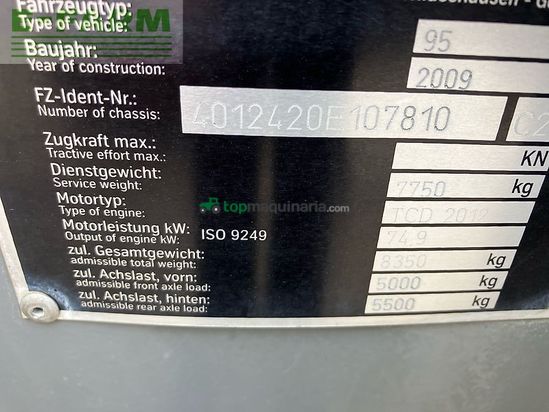 Fahrzeugtyp:
Type of vehicle: 95
Baujahr:
Year of construction: 2009
FZ-Ident-Nr.:
Number of chassis: 4012420E107810 C2
Zugkraft max.:
Tractive effort max.: KN
Dienstgewicht:
Service weight: 7750 kg
Motortyp:
Type of engine: TCD 2012
topmaquinaria.com
Motorleistung kW:
Output of engine kW: ISO 9249 74,9
zul. Gesamtgewicht:
admissible total weight: 8350 kg
zul. Achslast, vorn:
admissible front axle load: 5000 kg
zul. Achslast, hinten:
admissible rear axle load: 5500 kg